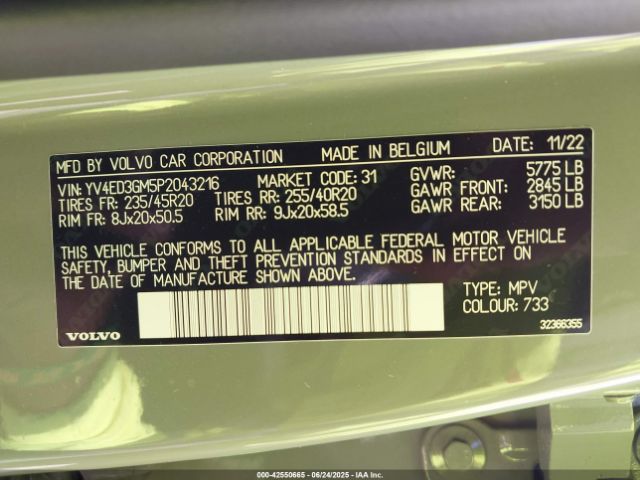 MFD BY VOLVO CAR CORPORATION MADE IN BELGIUM DATE: 11/22
VIN: YV4ED3GM5P2043216 MARKET CODE: 31 GVWR: 5775 LB
TIRES FR: 235/45R20 TIRES RR: 255/40R20 GAWR FRONT: 2845 LB
RIM FR: 8Jx20x50.5 RIM RR: 9Jx20x58.5 GAWR REAR: 3150 LB
THIS VEHICLE CONFORMS TO ALL APPLICABLE FEDERAL MOTOR VEHICLE
SAFETY, BUMPER AND THEFT PREVENTION STANDARDS IN EFFECT ON
THE DATE OF MANUFACTURE SHOWN ABOVE.
TYPE: MPV
COLOUR: 733
VOLVO
32366355
000-42550665 - 06/24/2025 - IAAI.com